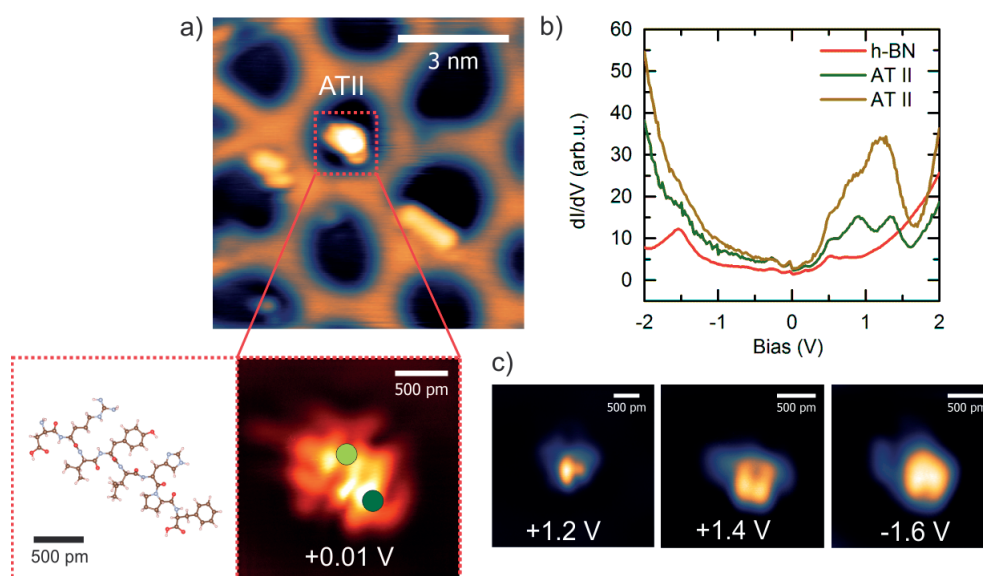 a)
3 nm
ATII
b)
60
50
40
30
20
10
0
dI/dV (arb.u.)
h-BN
AT II
AT II
-2
-1
0
1
2
Bias (V)
500 pm
500 pm
+0.01 V
c)
500 pm
+1.2 V
500 pm
+1.4 V
500 pm
-1.6 V